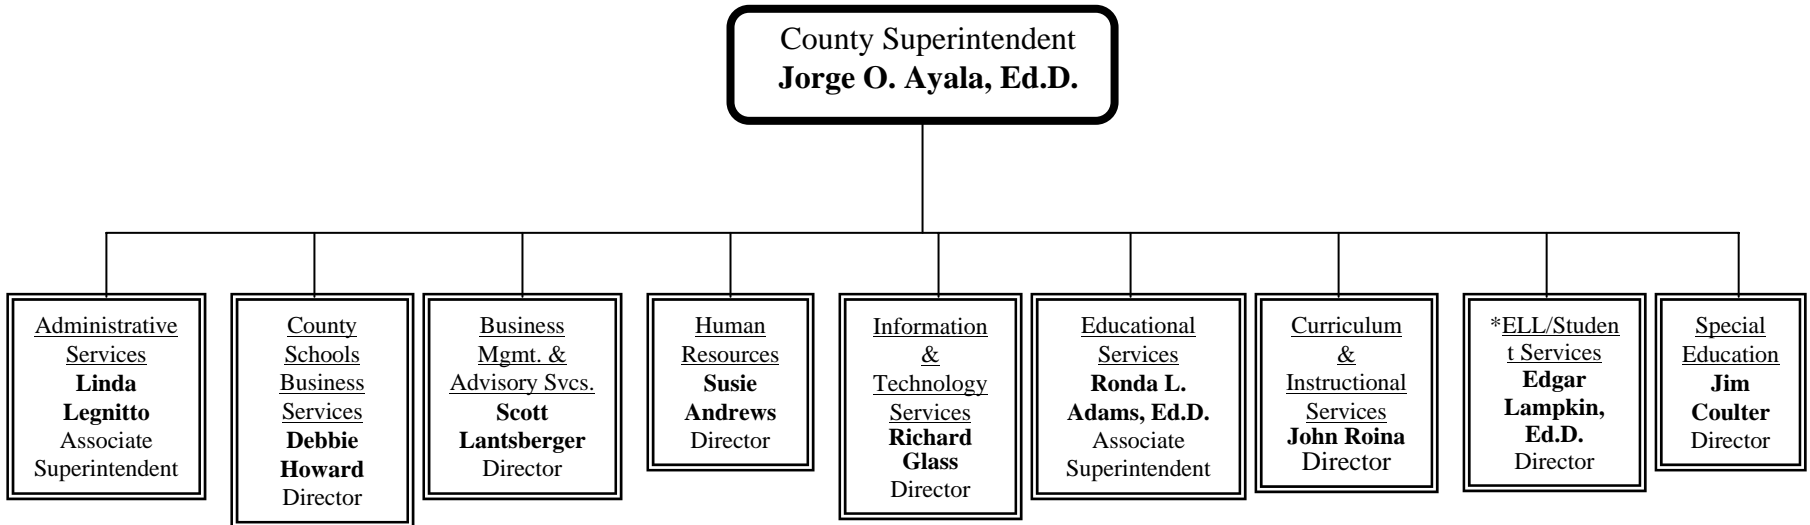 County Superintendent
Jorge O. Ayala, Ed.D.
Administrative
Services
Linda
Legnitto
Associate
Superintendent
County
Schools
Business
Services
Debbie
Howard
Director
Business
Mgmt. &
Advisory Svcs.
Scott
Lantsberger
Director
Human
Resources
Susie
Andrews
Director
Information
&
Technology
Services
Richard
Glass
Director
Educational
Services
Ronda L.
Adams, Ed.D.
Associate
Superintendent
Curriculum
&
Instructional
Services
John Roina
Director
*ELL/Studen
t Services
Edgar
Lampkin,
Ed.D.
Director
Special
Education
Jim
Coulter
Director